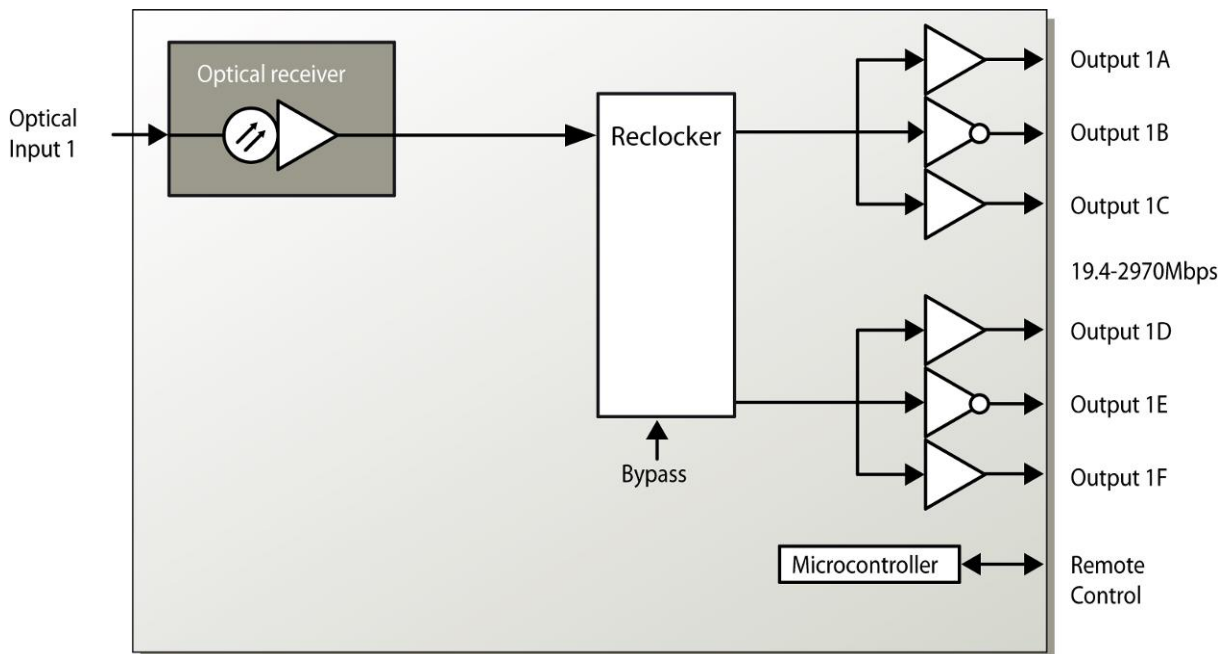 Optical receiver
Optical
Input 1
Reclocker
Bypass
Output 1A
Output 1B
Output 1C
19.4-2970Mbps
Output 1D
Output 1E
Output 1F
Microcontroller
Remote
Control